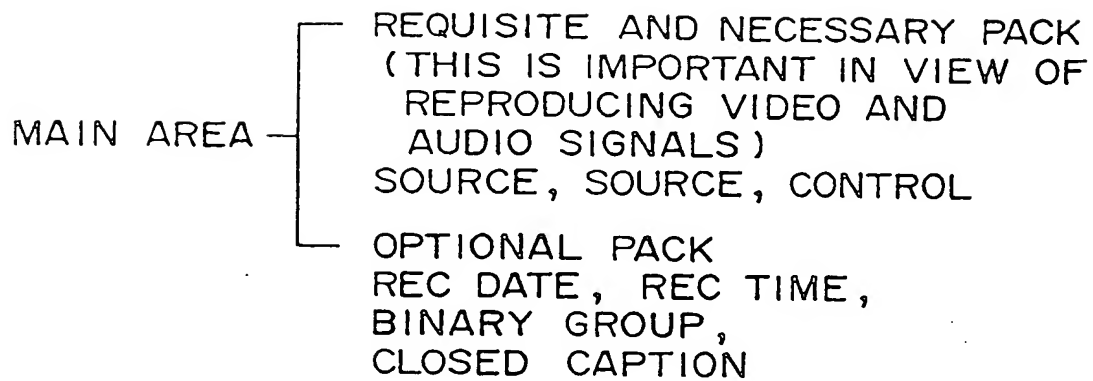 REQUISITE AND NECESSARY PACK
(THIS IS IMPORTANT IN VIEW OF
REPRODUCING VIDEO AND
AUDIO SIGNALS)
MAIN AREA
SOURCE, SOURCE, CONTROL
OPTIONAL PACK
REC DATE, REC TIME,
BINARY GROUP,
CLOSED CAPTION